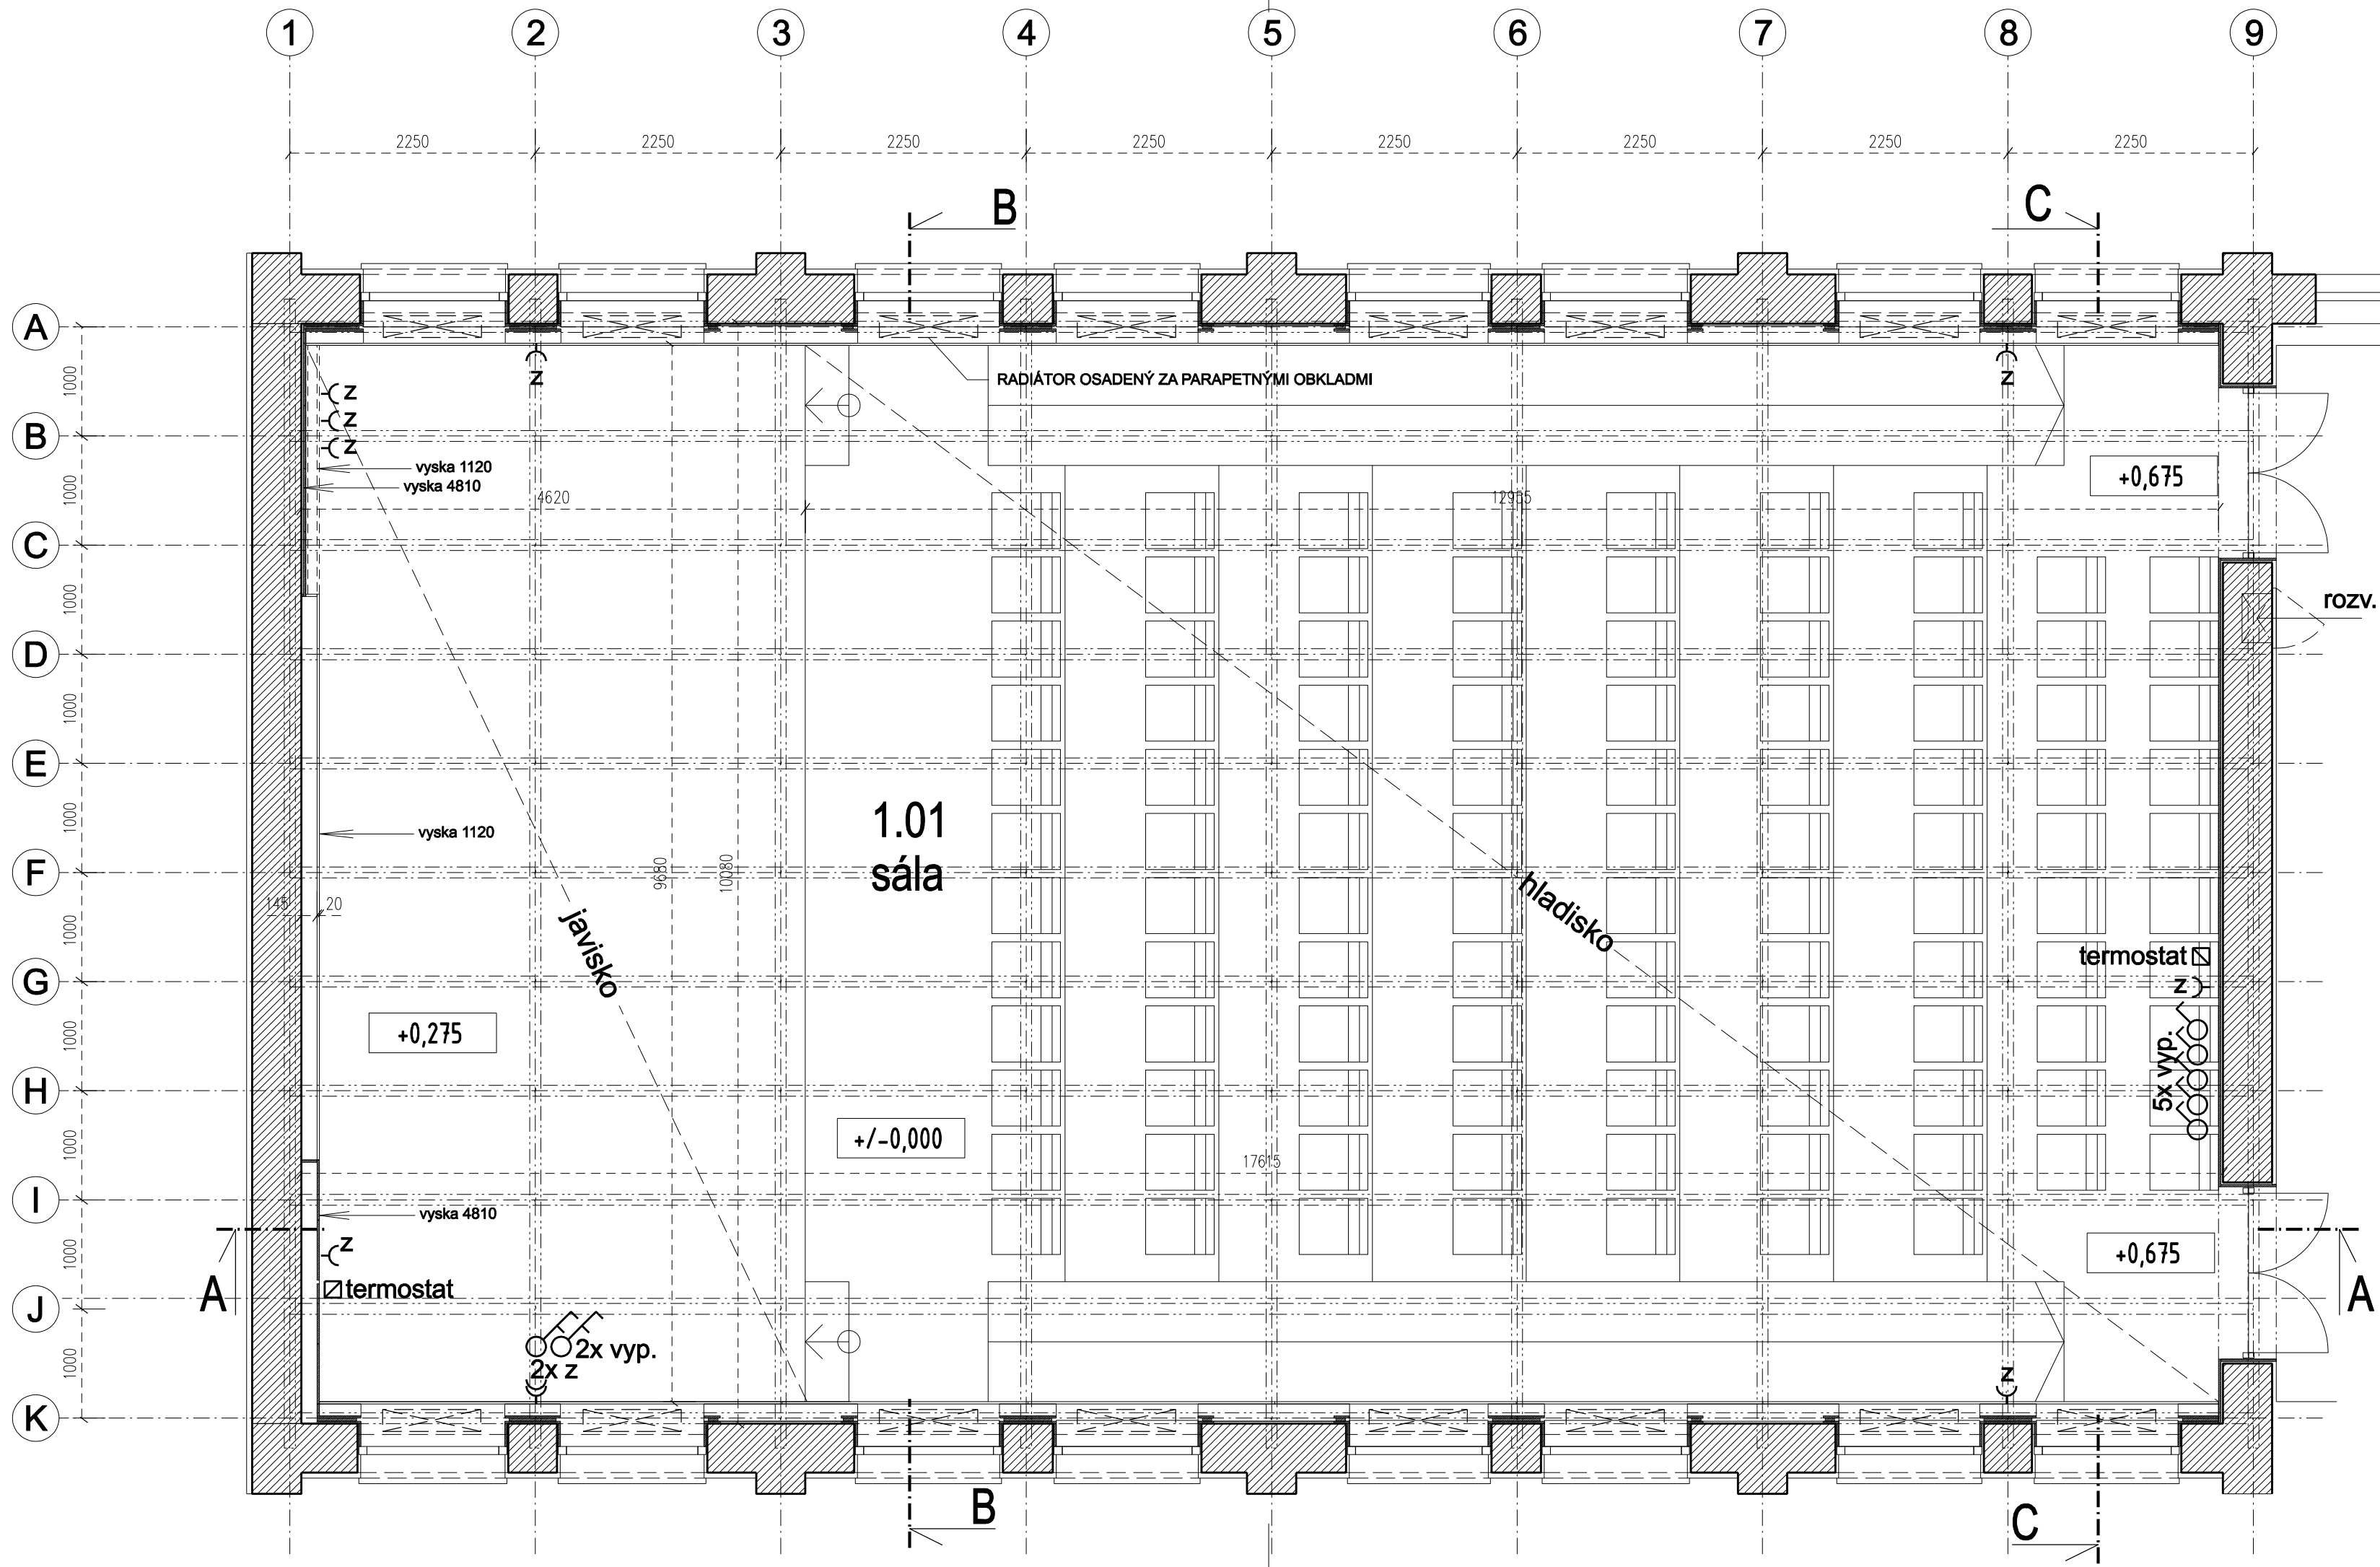 1 2 3 4 5 6 7 8 9
2250 2250 2250 2250 2250 2250 2250 2250
B C
A
1000
RADIÁTOR OSADENÝ ZA PARAPETNÝMI OBKLADMI
z z
z
z
z
B
vyska 1120
vyska 4810
+0,675
4620 12985
1000
C
1000
rozv.
D
1000
E
1.01
sála
1000
vyska 1120
F
9680 10080
hladisko
145 20
javisko
1000
termostat
G
z
+0,275
1000
5x vyp.
H
+/-0,000
1000
17615
I
vyska 4810
z
+0,675
1000
A A
termostat
J
2x vyp.
2x z
z
1000
K
B C